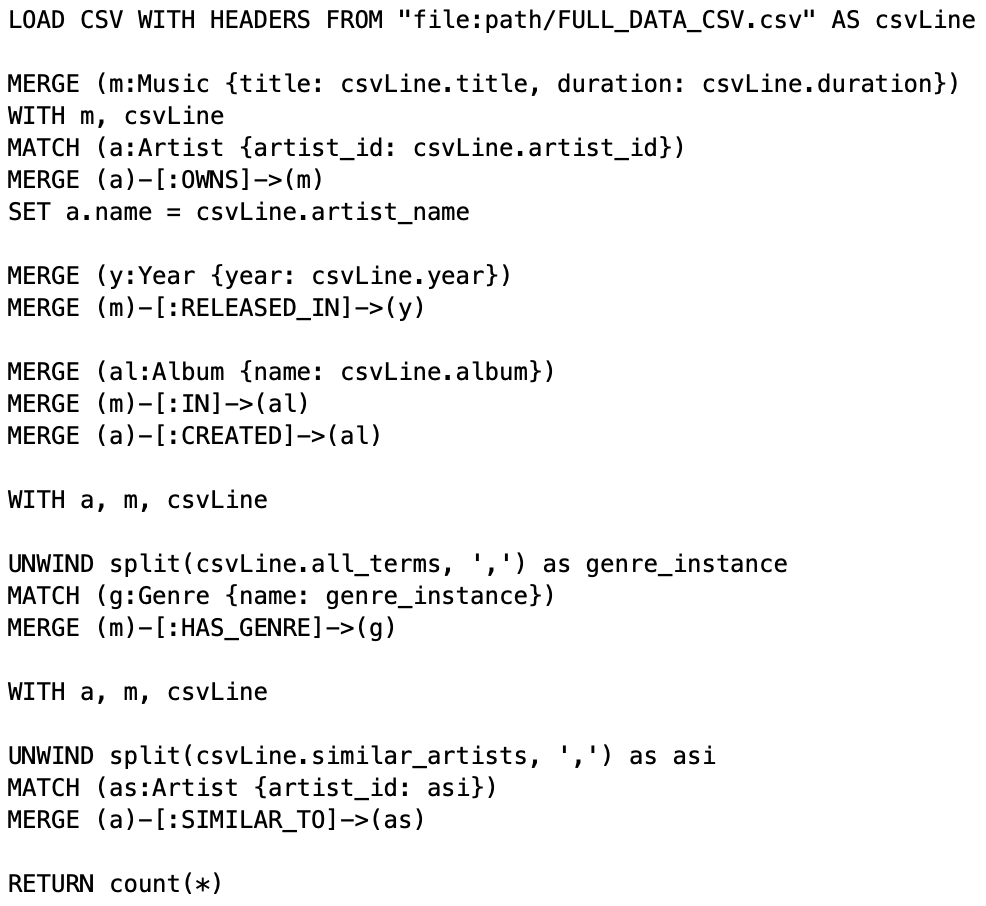 LOAD CSV WITH HEADERS FROM "file:path/FULL_DATA_CSV.csv" AS csvLine
MERGE (m:Music {title: csvLine.title, duration: csvLine.duration})
WITH m, csvLine
MATCH (a:Artist {artist_id: csvLine.artist_id})
MERGE (a)-[:OWNS]->(m)
SET a.name = csvLine.artist_name
MERGE (y:Year {year: csvLine.year})
MERGE (m)-[:RELEASED_IN]->(y)
MERGE (al:Album {name: csvLine.album})
MERGE (m)-[:IN]->(al)
MERGE (a)-[:CREATED]->(al)
WITH a, m, csvLine
UNWIND split(csvLine.all_terms, ',') as genre_instance
MATCH (g:Genre {name: genre_instance})
MERGE (m)-[:HAS_GENRE]->(g)
WITH a, m, csvLine
UNWIND split(csvLine.similar_artists, ',') as asi
MATCH (as:Artist {artist_id: asi})
MERGE (a)-[:SIMILAR_TO]->(as)
RETURN count(*)